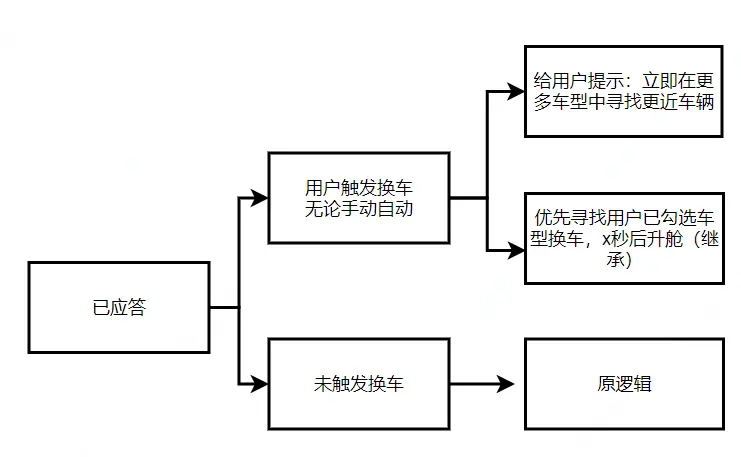 给用户提示：立即在更
多车型中寻找更近车辆
用户触发换车
无论手动自动
优先寻找用户已勾选车
型换车，x秒后升舱（继
承）
已应答
未触发换车
原逻辑